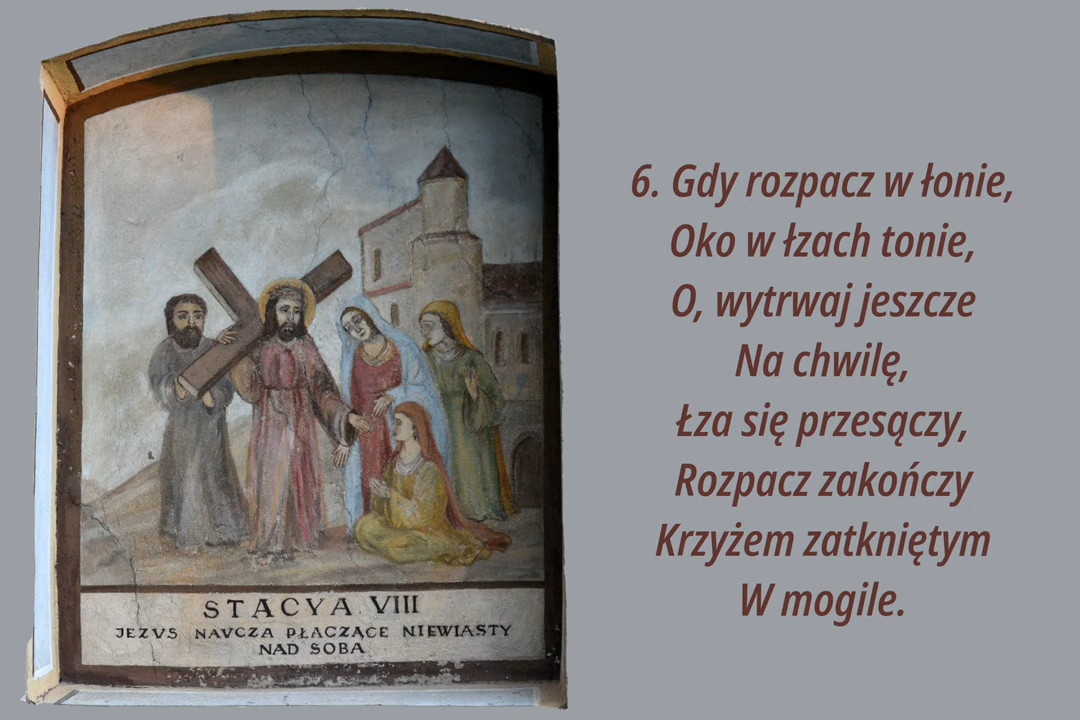 STACYA VIII
JEZVS NAVCZA PŁACZĄCE NIEWIASTY
NAD SOBA
6. Gdy rozpacz w łonie,
Oko w łzach tonie,
O, wytrwaj jeszcze
Na chwilę,
Łza się przesączy,
Rozpacz zakończy
Krzyżem zatkniętym
W mogile.